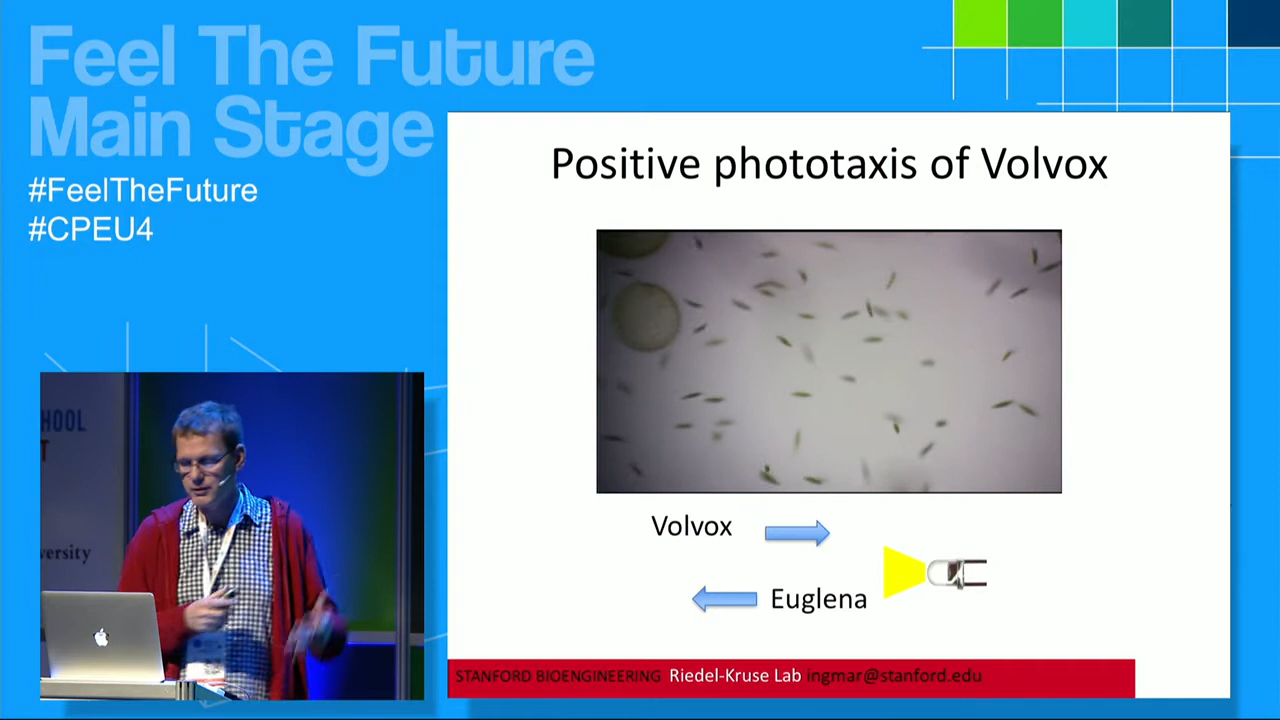 Feel The Future
Main Stage
#FeelTheFuture
#CPEU4
Positive phototaxis of Volvox
Volvox
Euglena
STANFORD BIOENGINEERING Riedel-Kruse Lab ingmar@stanford.edu